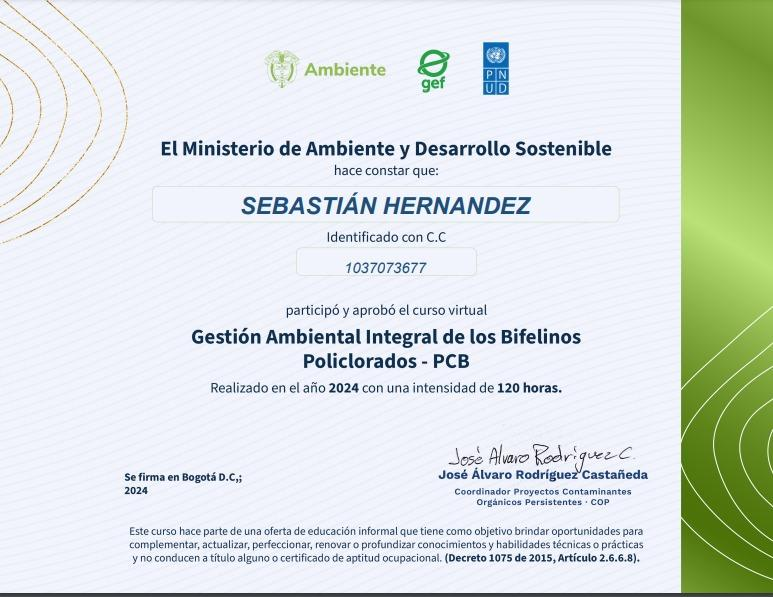 Ambiente
gef
PN
UD
El Ministerio de Ambiente y Desarrollo Sostenible
hace constar que:
SEBASTIÁN HERNANDEZ
Identificado con C.C
1037073677
participó y aprobó el curso virtual
Gestión Ambiental Integral de los Bifelinos
Policlorados - PCB
Realizado en el año 2024 con una intensidad de 120 horas.
José Alvaro Rodríguez C.
José Álvaro Rodríguez Castañeda
Coordinador Proyectos Contaminantes
Orgánicos Persistentes · COP
Se firma en Bogotá D.C,;
2024
Este curso hace parte de una oferta de educación informal que tiene como objetivo brindar oportunidades para
complementar, actualizar, perfeccionar, renovar o profundizar conocimientos y habilidades técnicas o prácticas
y no conducen a título alguno o certificado de aptitud ocupacional. (Decreto 1075 de 2015, Artículo 2.6.6.8).